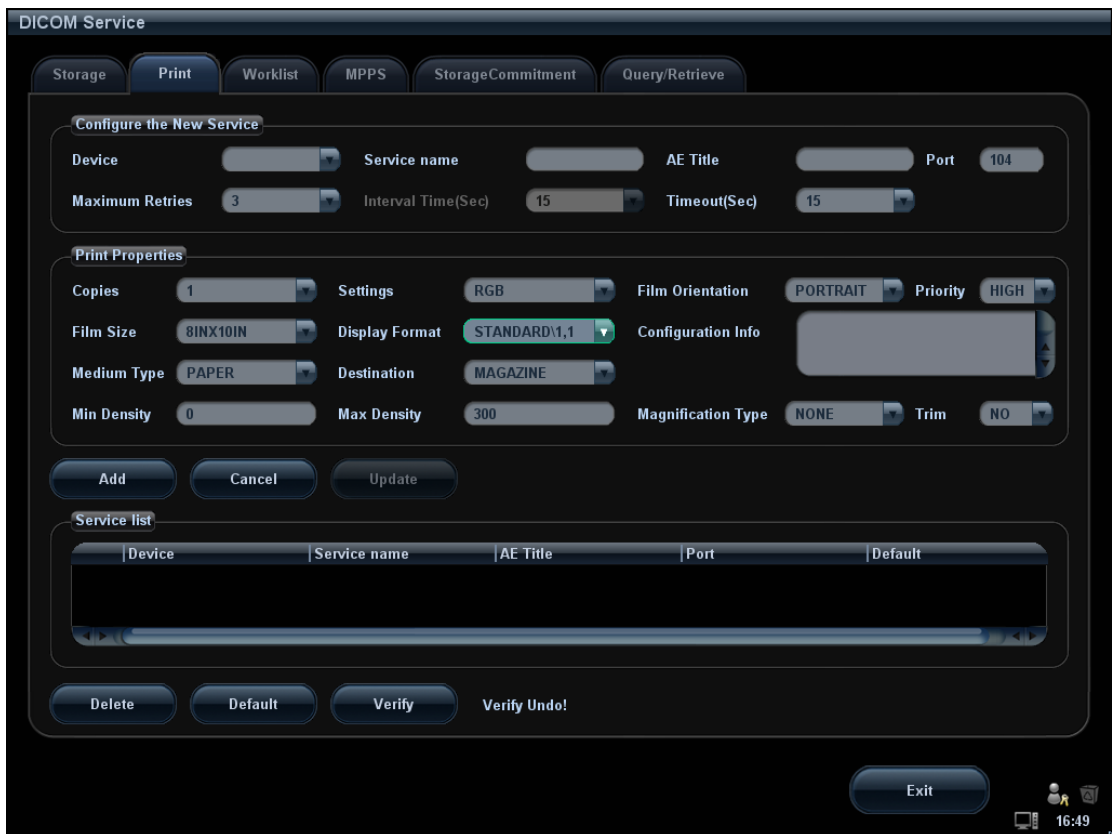 DICOM Service
Storage Print Worklist MPPS StorageCommitment Query/Retrieve
Configure the New Service
Device Service name AE Title Port 104
Maximum Retries 3 Interval Time(Sec) 15 Timeout(Sec) 15
Print Properties
Copies 1 Settings RGB Film Orientation PORTRAIT Priority HIGH
Film Size 8INX10IN Display Format STANDARD\1,1 Configuration Info
Medium Type PAPER Destination MAGAZINE
Min Density 0 Max Density 300 Magnification Type NONE Trim NO
Add Cancel Update
Service list
Device Service name AE Title Port Default
Delete Default Verify Verify Undo!
Exit
16:49